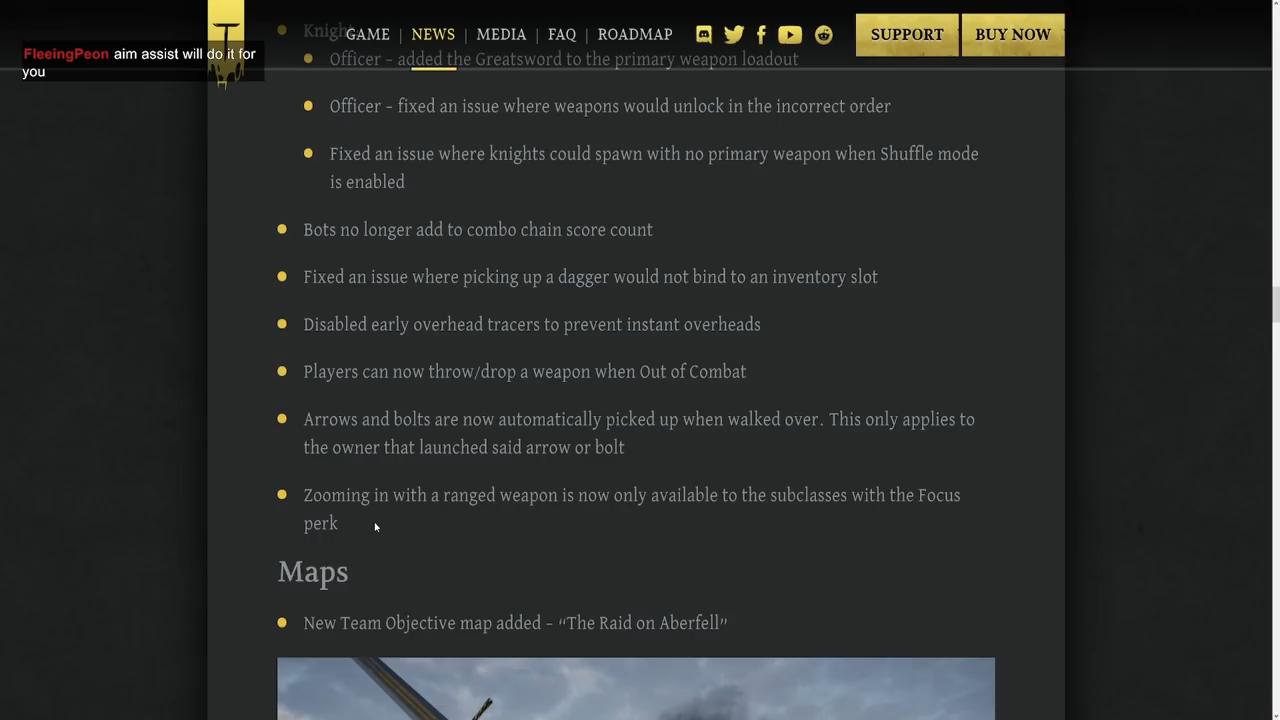 Knight
GAME | NEWS | MEDIA | FAQ | ROADMAP
SUPPORT
BUY NOW
FleeingPeon aim assist will do it for
you
Officer – added the Greatsword to the primary weapon loadout
Officer – fixed an issue where weapons would unlock in the incorrect order
Fixed an issue where knights could spawn with no primary weapon when Shuffle mode
is enabled
Bots no longer add to combo chain score count
Fixed an issue where picking up a dagger would not bind to an inventory slot
Disabled early overhead tracers to prevent instant overheads
Players can now throw/drop a weapon when Out of Combat
Arrows and bolts are now automatically picked up when walked over. This only applies to
the owner that launched said arrow or bolt
Zooming in with a ranged weapon is now only available to the subclasses with the Focus
perk
Maps
New Team Objective map added – “The Raid on Aberfell”